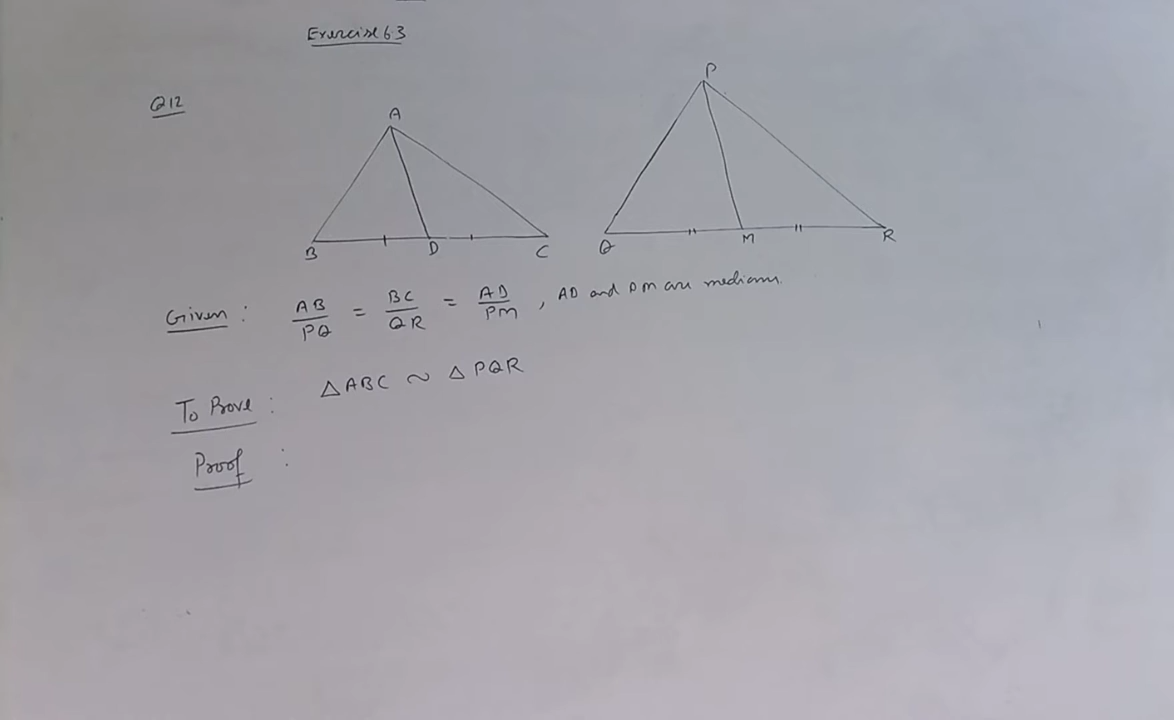 Exercise 6.3
Q12
A
P
B D C
Q M R
Given : AB/PQ = BC/QR = AD/PM , AD and PM are medians.
To Prove : △ABC ~ △PQR
Proof :